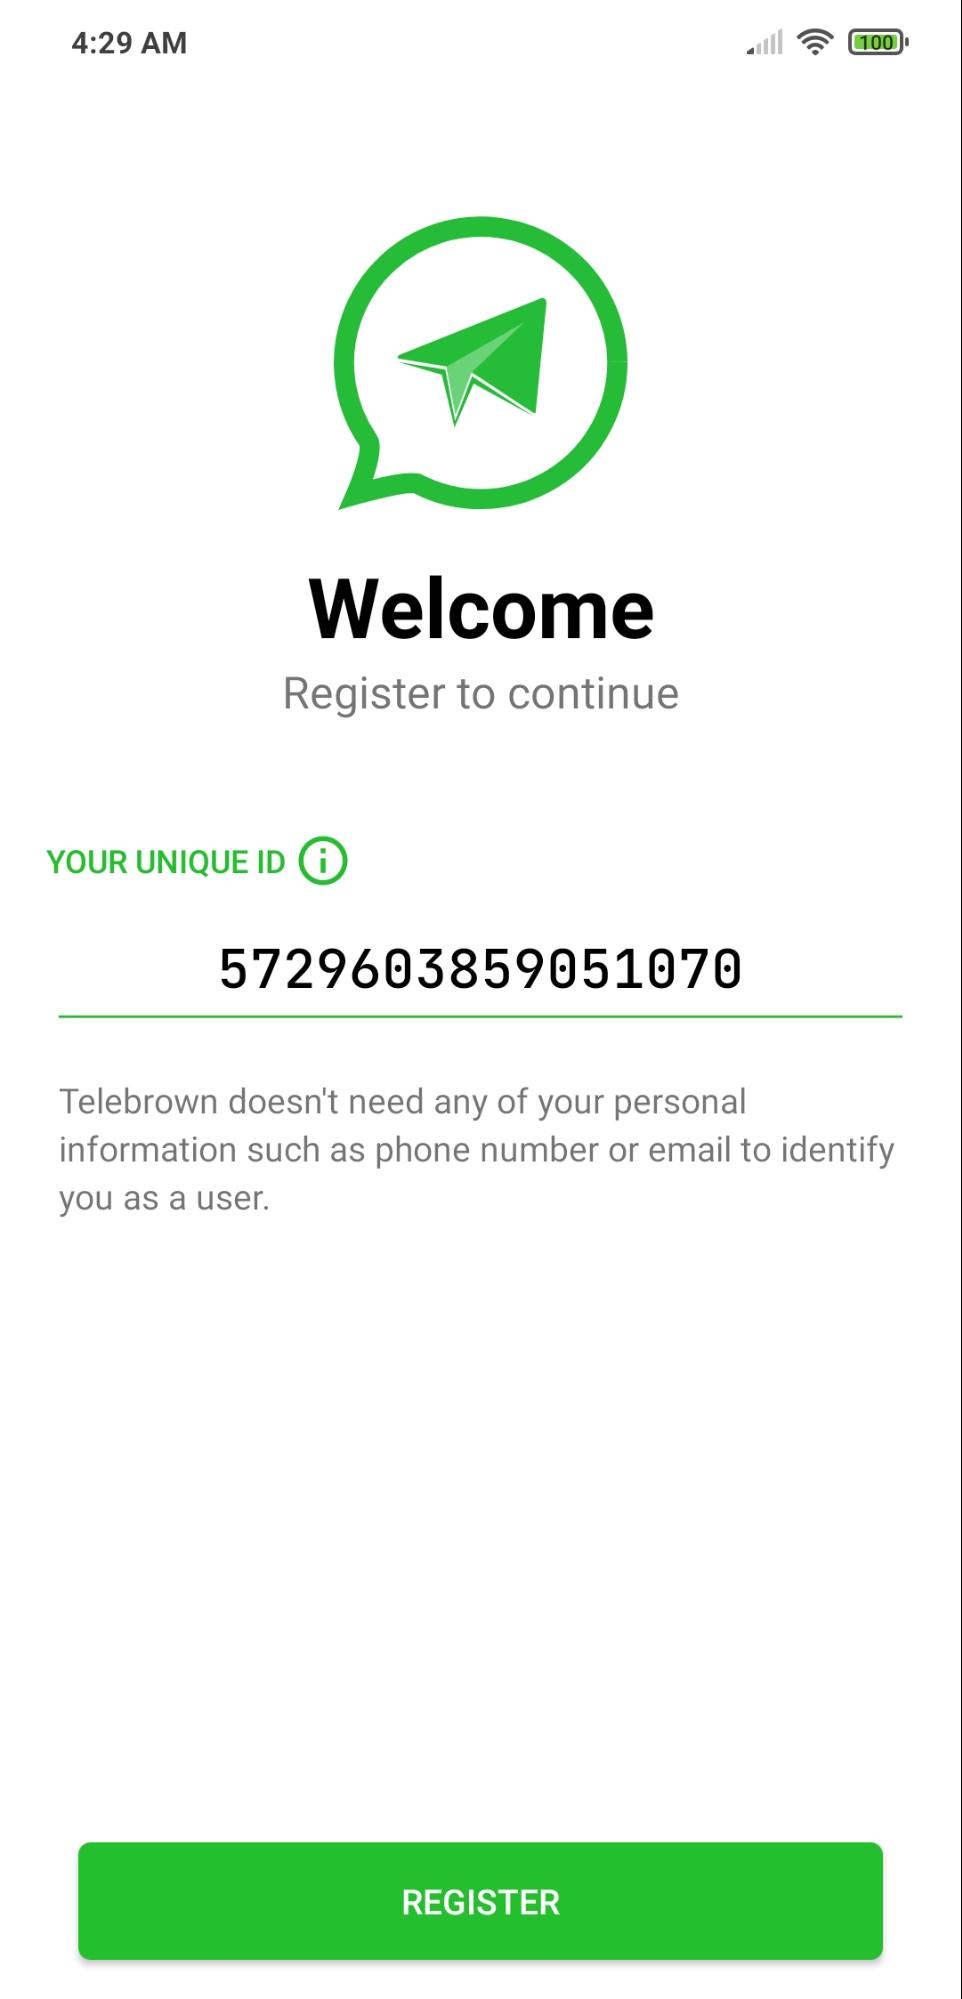 4:29 AM
100
Welcome
Register to continue
YOUR UNIQUE ID
5729603859051070
Telebrown doesn't need any of your personal
information such as phone number or email to identify
you as a user.
REGISTER